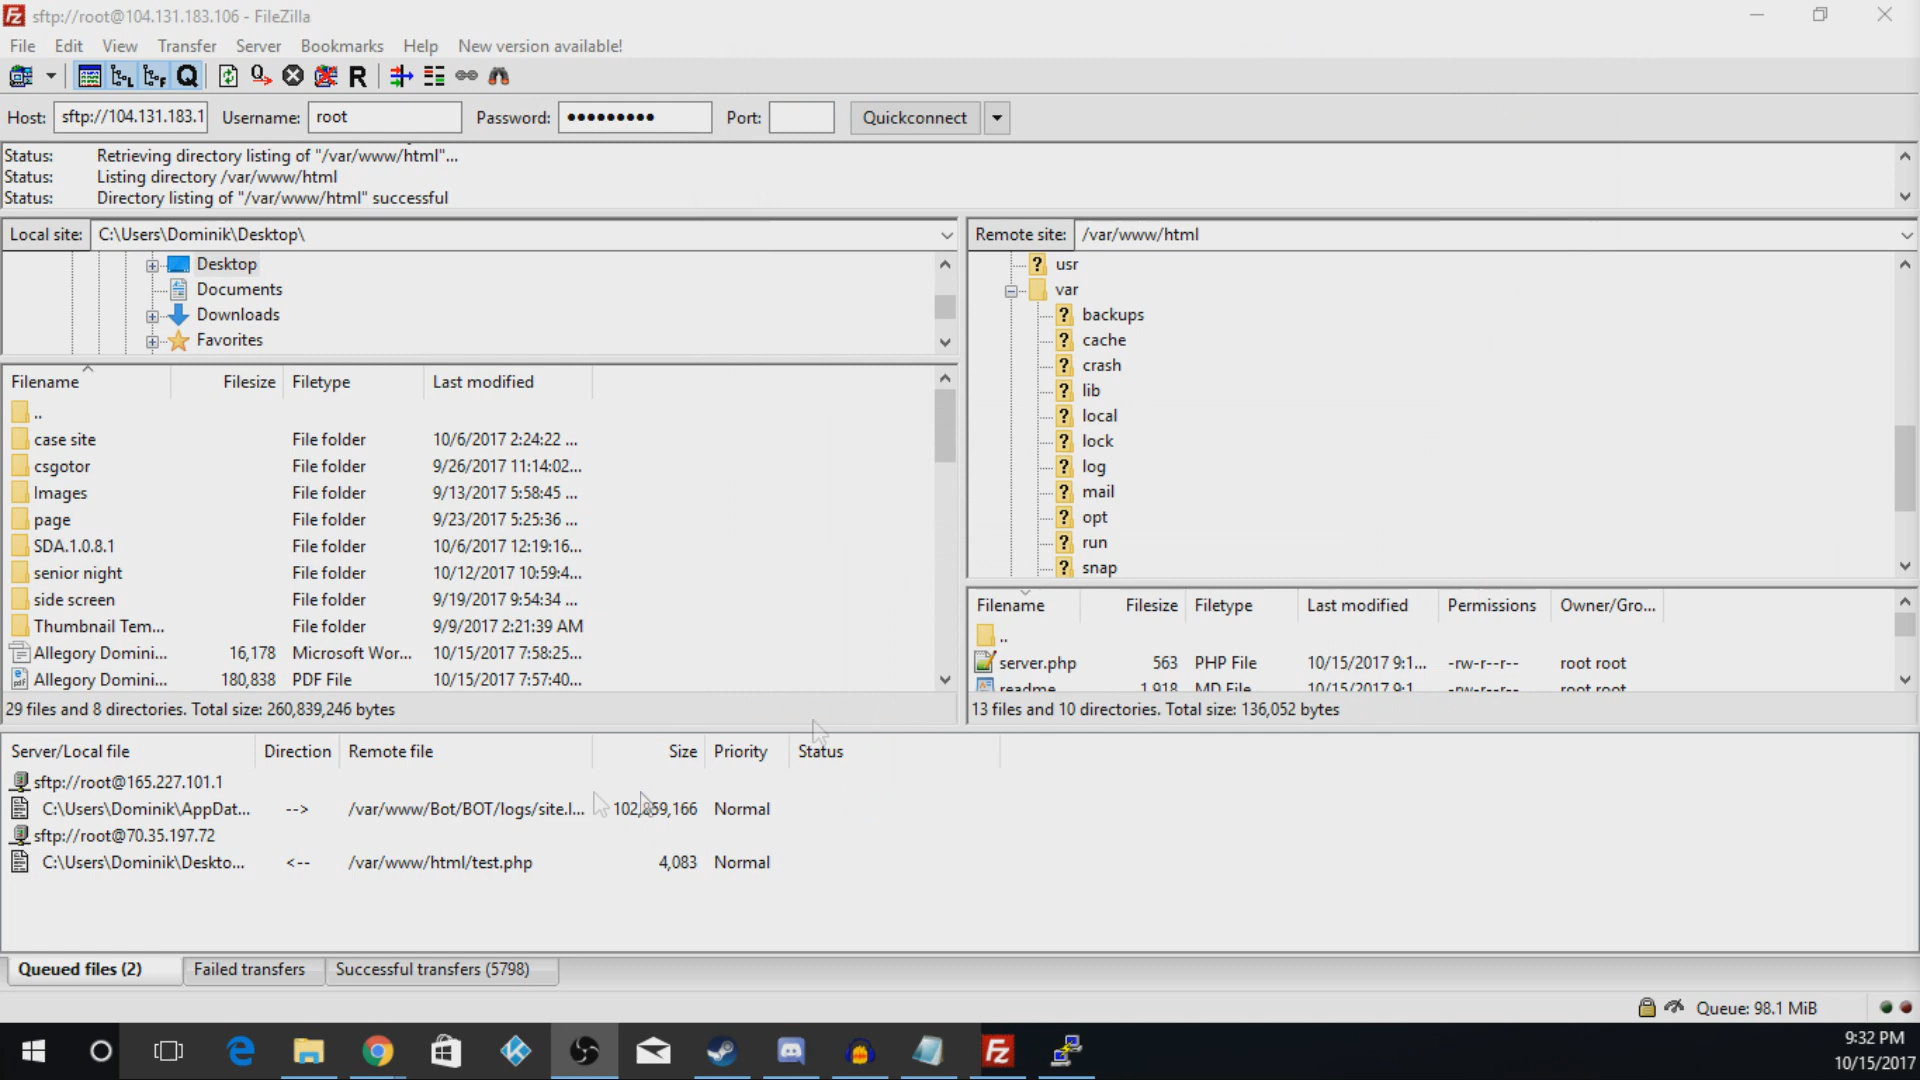 sftp://root@104.131.183.106 - FileZilla
File Edit View Transfer Server Bookmarks Help New version available!
Host: sftp://104.131.183.1 Username: root Password: ●●●●●●●●● Port: Quickconnect
Status: Retrieving directory listing of "/var/www/html"...
Status: Listing directory /var/www/html
Status: Directory listing of "/var/www/html" successful
Local site: C:\Users\Dominik\Desktop\
Desktop
Documents
Downloads
Favorites
Filename Filesize Filetype Last modified
..
case site File folder 10/6/2017 2:24:22 ...
csgotor File folder 9/26/2017 11:14:02...
Images File folder 9/13/2017 5:58:45 ...
page File folder 9/23/2017 5:25:36 ...
SDA.1.0.8.1 File folder 10/6/2017 12:19:16...
senior night File folder 10/12/2017 10:59:4...
side screen File folder 9/19/2017 9:54:34 ...
Thumbnail Tem... File folder 9/9/2017 2:21:39 AM
Allegory Domini... 16,178 Microsoft Wor... 10/15/2017 7:58:25...
Allegory Domini... 180,838 PDF File 10/15/2017 7:57:40...
29 files and 8 directories. Total size: 260,839,246 bytes
Remote site: /var/www/html
usr
var
backups
cache
crash
lib
local
lock
log
mail
opt
run
snap
Filename Filesize Filetype Last modified Permissions Owner/Gro...
..
server.php 563 PHP File 10/15/2017 9:1... -rw-r--r-- root root
readme 1,918 MD File 10/15/2017 9:1... -rw-r--r-- root root
13 files and 10 directories. Total size: 136,052 bytes
Server/Local file Direction Remote file Size Priority Status
sftp://root@165.227.101.1
C:\Users\Dominik\AppDat... --> /var/www/Bot/BOT/logs/site.l... 102,859,166 Normal
sftp://root@70.35.197.72
C:\Users\Dominik\Deskto... <-- /var/www/html/test.php 4,083 Normal
Queued files (2) Failed transfers Successful transfers (5798)
Queue: 98.1 MiB
9:32 PM
10/15/2017